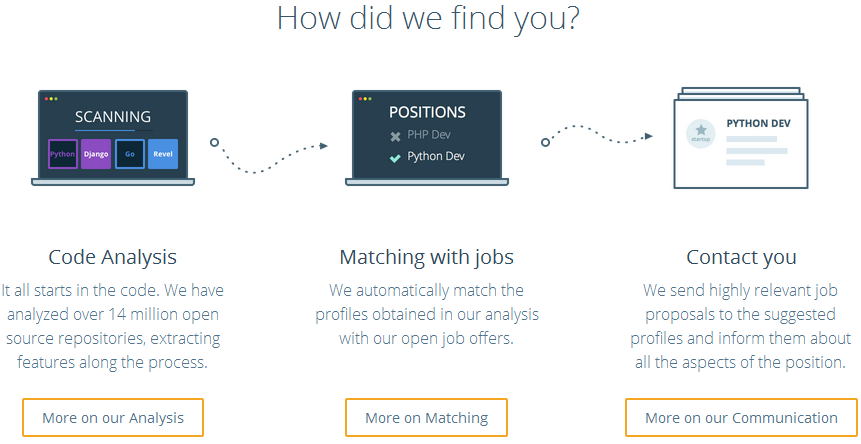 How did we find you?
SCANNING
Python Django Go Revel
POSITIONS
PHP Dev
Python Dev
PYTHON DEV
startup
Code Analysis
It all starts in the code. We have
analyzed over 14 million open
source repositories, extracting
features along the process.
More on our Analysis
Matching with jobs
We automatically match the
profiles obtained in our analysis
with our open job offers.
More on Matching
Contact you
We send highly relevant job
proposals to the suggested
profiles and inform them about
all the aspects of the position.
More on our Communication